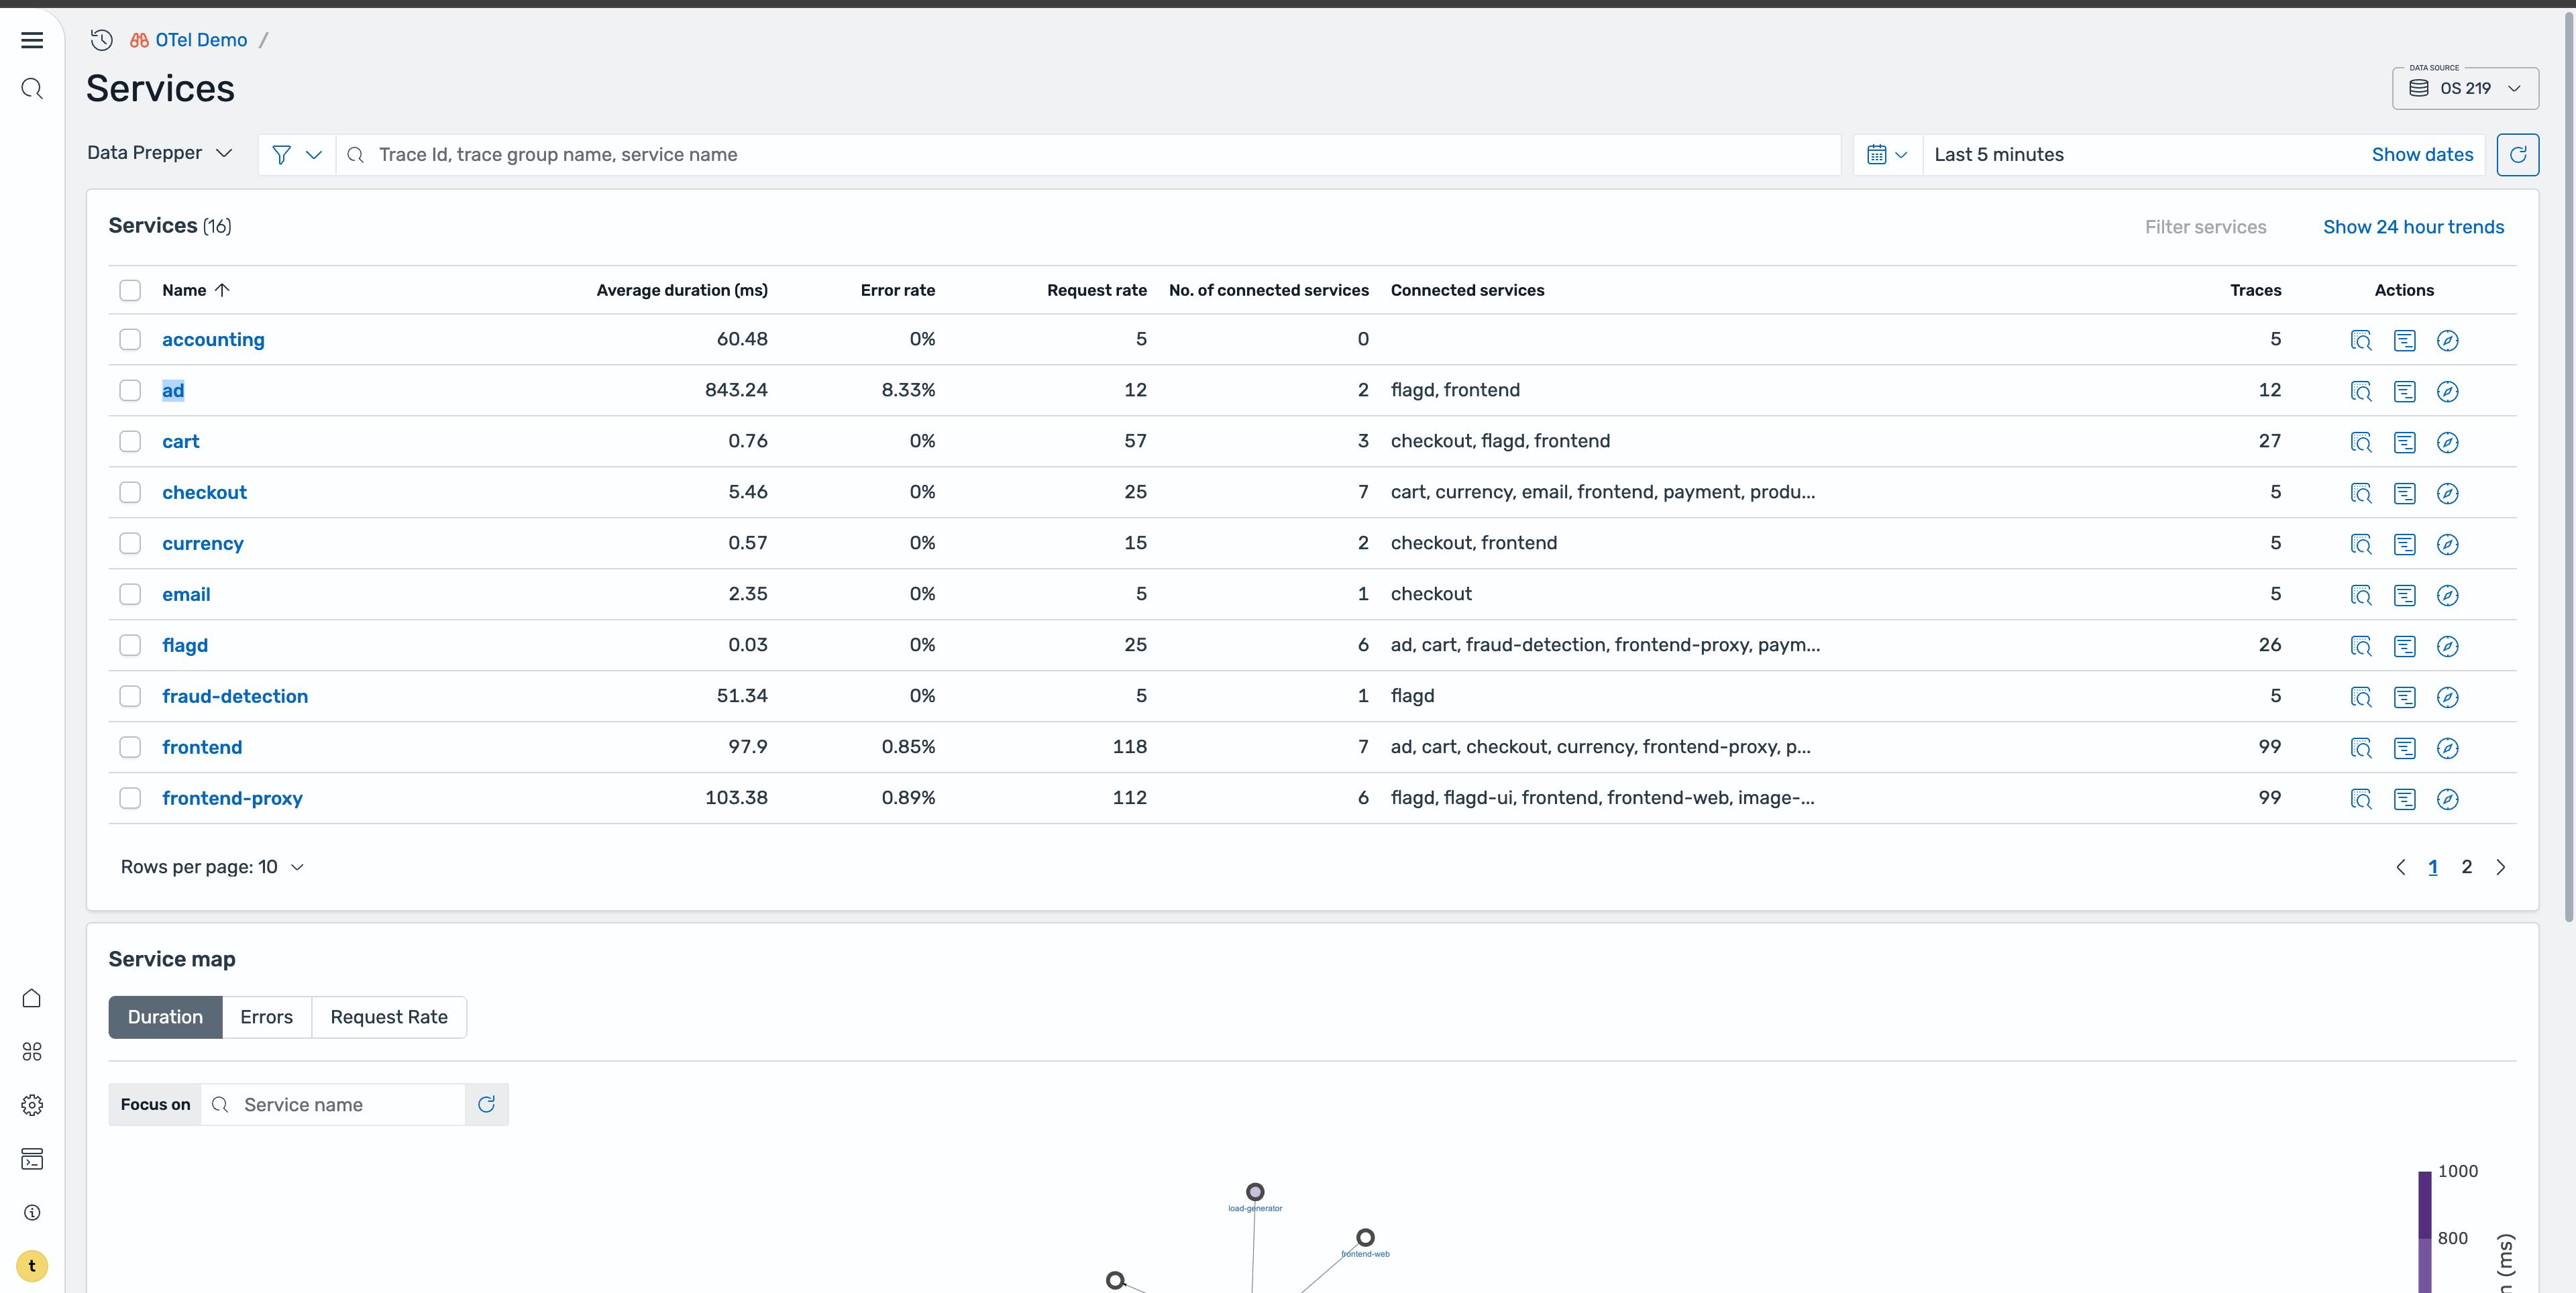 OTel Demo /
Services
DATA SOURCE
OS 219
Data Prepper
Trace Id, trace group name, service name
Last 5 minutes
Show dates
Services (16)
Filter services
Show 24 hour trends
Name Average duration (ms) Error rate Request rate No. of connected services Connected services Traces Actions
accounting 60.48 0% 5 0 5
ad 843.24 8.33% 12 2 flagd, frontend 12
cart 0.76 0% 57 3 checkout, flagd, frontend 27
checkout 5.46 0% 25 7 cart, currency, email, frontend, payment, produ... 5
currency 0.57 0% 15 2 checkout, frontend 5
email 2.35 0% 5 1 checkout 5
flagd 0.03 0% 25 6 ad, cart, fraud-detection, frontend-proxy, paym... 26
fraud-detection 51.34 0% 5 1 flagd 5
frontend 97.9 0.85% 118 7 ad, cart, checkout, currency, frontend-proxy, p... 99
frontend-proxy 103.38 0.89% 112 6 flagd, flagd-ui, frontend, frontend-web, image-... 99
Rows per page: 10
1 2
Service map
Duration Errors Request Rate
Focus on Service name
1000
load-generator
800
frontend-web
(ms)
t